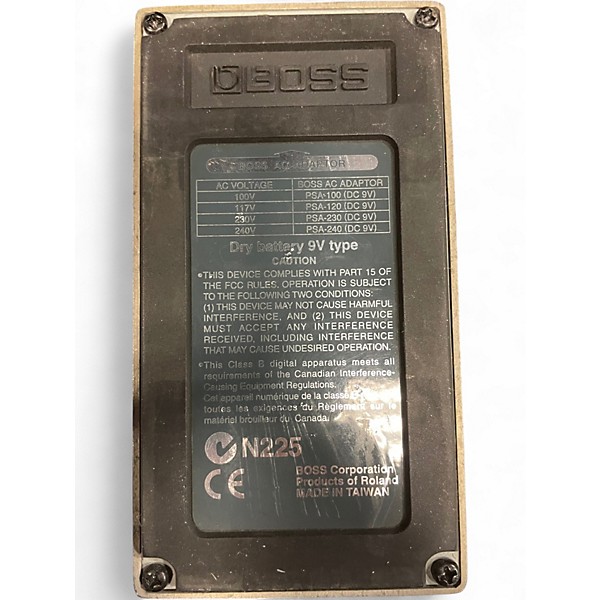 BOSS
BOSS AC ADAPTOR
AC VOLTAGE BOSS AC ADAPTOR
100V PSA-100 (DC 9V)
117V PSA-120 (DC 9V)
230V PSA-230 (DC 9V)
240V PSA-240 (DC 9V)
Dry battery 9V type
CAUTION
•THIS DEVICE COMPLIES WITH PART 15 OF
THE FCC RULES. OPERATION IS SUBJECT
TO THE FOLLOWING TWO CONDITIONS:
(1) THIS DEVICE MAY NOT CAUSE HARMFUL
INTERFERENCE, AND (2) THIS DEVICE
MUST ACCEPT ANY INTERFERENCE
RECEIVED, INCLUDING INTERFERENCE
THAT MAY CAUSE UNDESIRED OPERATION.
•This Class B digital apparatus meets all
requirements of the Canadian Interference-
Causing Equipment Regulations.
Cet appareil numérique de la classe B
toutes les exigences du Règlement sur le
matériel brouilleur du Canada.
N225
CE
BOSS Corporation
Products of Roland
MADE IN TAIWAN